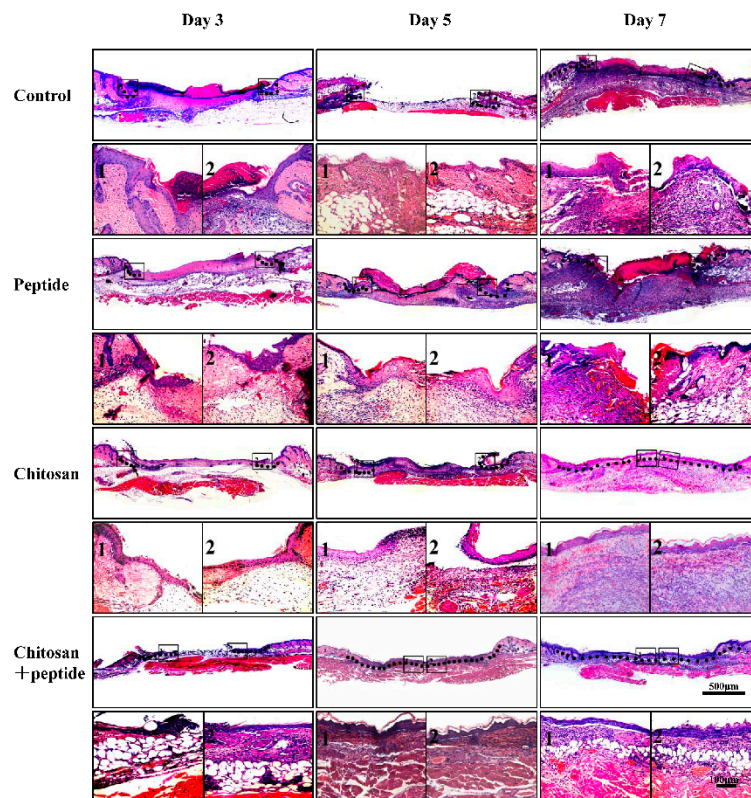 Day 3 Day 5 Day 7
Control
1 2 1 2 1 2
Peptide
1 2 1 2 1 2
Chitosan
1 2 1 2 1 2
Chitosan
+peptide
500μm
1 2 1 2 1 2
100μm